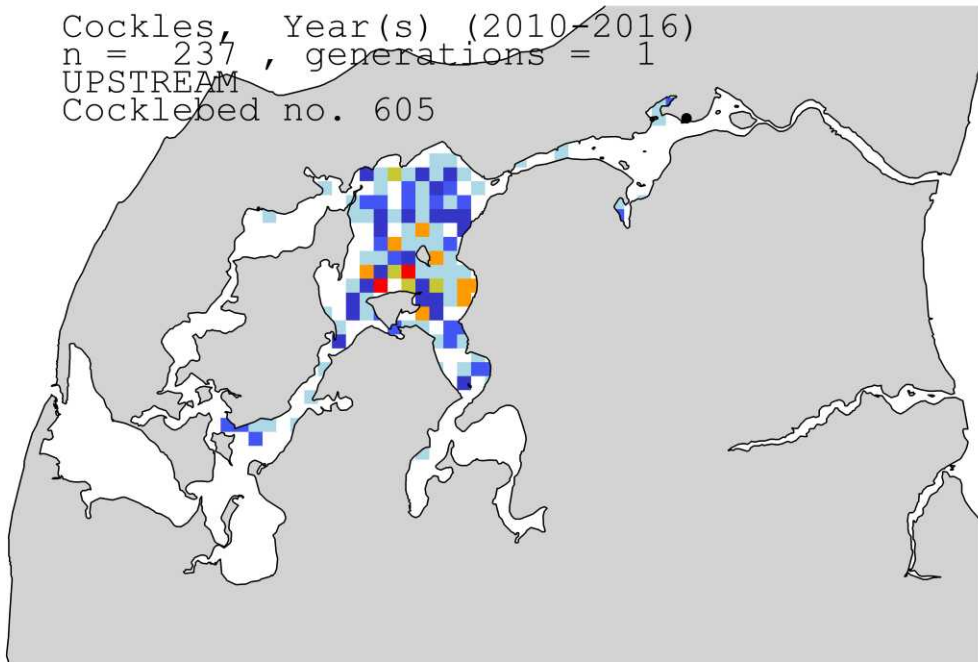 Cockles, Year(s) (2010-2016)
n = 237 , generations = 1
UPSTREAM
Cocklebed no. 605